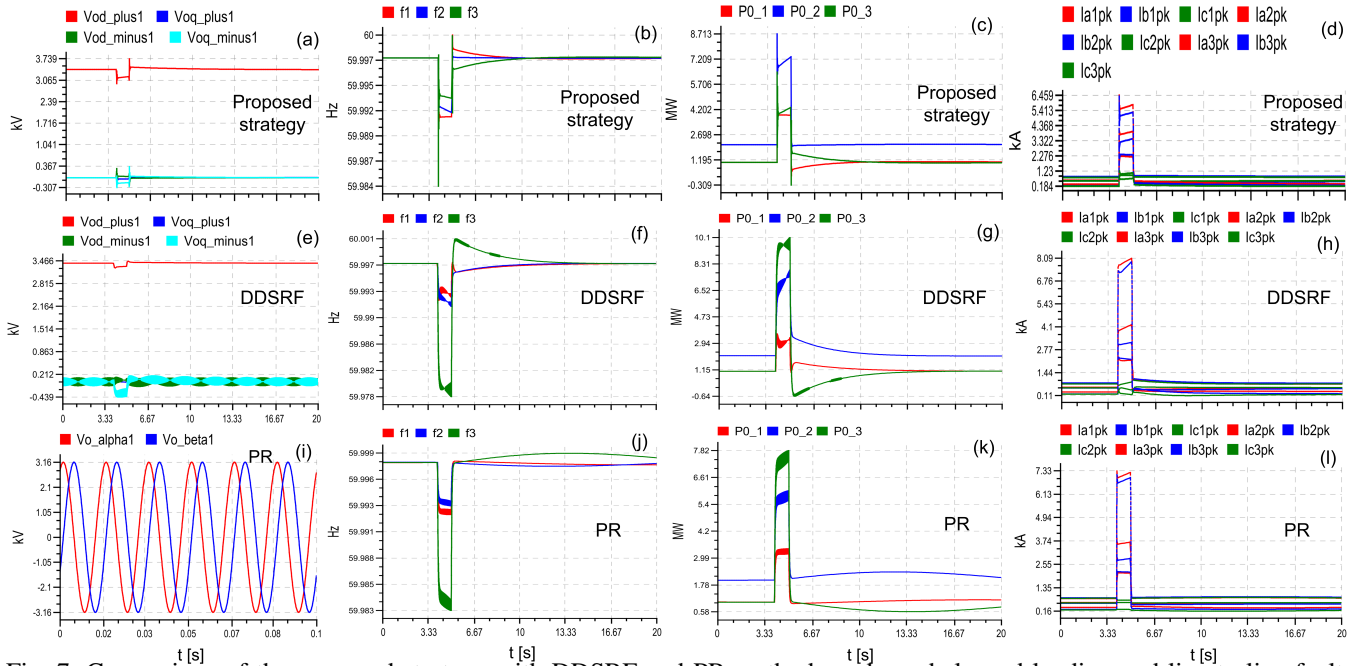 Vod_plus1 Voq_plus1
Vod_minus1 Voq_minus1
(a)
3.739
3.065
2.39
1.716
1.041
0.367
-0.307
kV
Proposed
strategy
f1 f2 f3
(b)
60
59.997
59.995
59.992
59.989
59.987
59.984
Hz
Proposed
strategy
0 3.33 6.67 10 13.33 16.67 20
P0_1 P0_2 P0_3
(c)
8.713
7.209
5.706
4.202
2.698
1.195
-0.309
MW
Proposed
strategy
Ia1pk Ib1pk Ic1pk Ia2pk
Ib2pk Ic2pk Ia3pk Ib3pk
Ic3pk
(d)
6.459
5.413
4.368
3.322
2.276
1.23
0.184
kA
Proposed
strategy
Vod_plus1 Voq_plus1
Vod_minus1 Voq_minus1
(e)
3.466
2.815
2.164
1.514
0.863
0.212
-0.439
kV
DDSRF
0 3.33 6.67 10 13.33 16.67 20
f1 f2 f3
(f)
60.001
59.997
59.993
59.99
59.986
59.982
59.978
Hz
DDSRF
P0_1 P0_2 P0_3
(g)
10.1
8.31
6.52
4.73
2.94
1.15
-0.64
MW
DDSRF
Ia1pk Ib1pk Ic1pk Ia2pk Ib2pk
Ic2pk Ia3pk Ib3pk Ic3pk
(h)
8.09
6.76
5.43
4.1
2.77
1.44
0.11
kA
DDSRF
Vo_alpha1 Vo_beta1
PR
(i)
3.16
2.1
1.05
0
-1.05
-2.1
-3.16
kV
0 0.02 0.03 0.05 0.07 0.08 0.1
t [s]
f1 f2 f3
(j)
59.999
59.996
59.993
59.991
59.988
59.985
59.983
Hz
PR
0 3.33 6.67 10 13.33 16.67 20
t [s]
P0_1 P0_2 P0_3
(k)
7.82
6.61
5.4
4.2
2.99
1.78
0.58
MW
PR
0 3.33 6.67 10 13.33 16.67 20
t [s]
Ia1pk Ib1pk Ic1pk Ia2pk Ib2pk
Ic2pk Ia3pk Ib3pk Ic3pk
(l)
7.33
6.13
4.94
3.74
2.55
1.35
0.16
kA
PR
0 3.33 6.67 10 13.33 16.67 20
t [s]